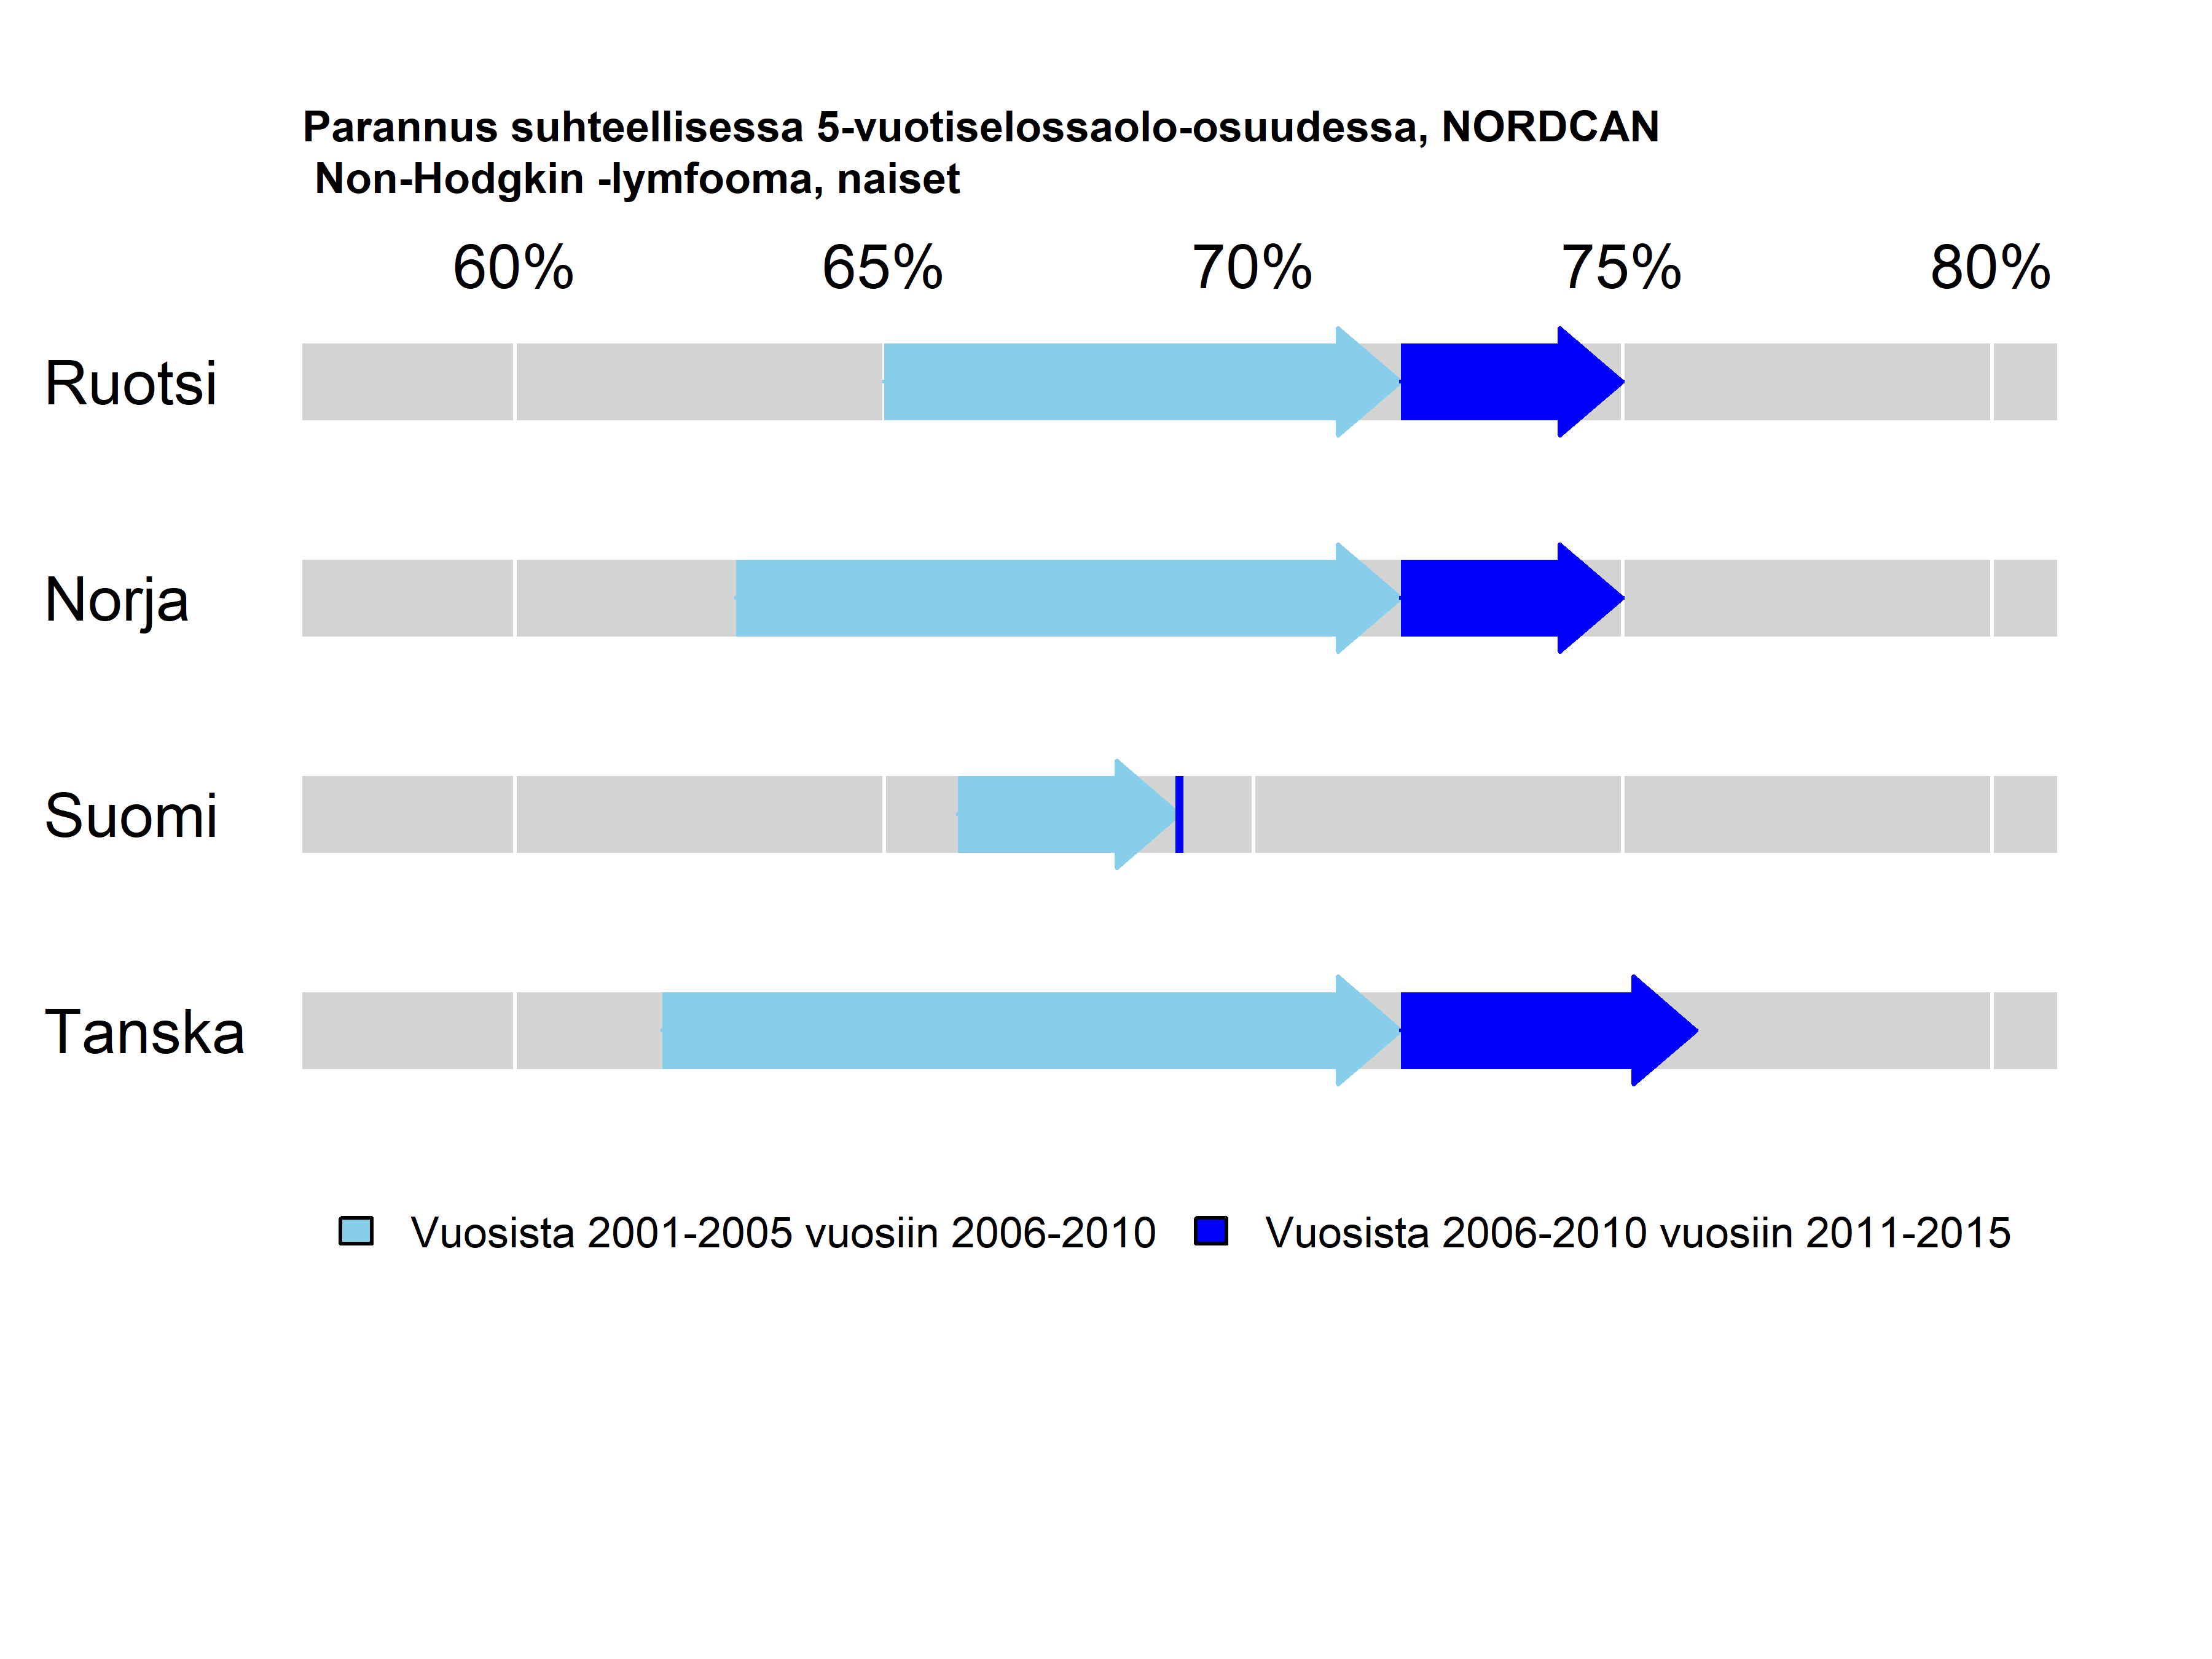 Parannus suhteellisessa 5-vuotiselossaolo-osuudessa, NORDCAN
Non-Hodgkin -lymfooma, naiset
60% 65% 70% 75% 80%
Ruotsi
Norja
Suomi
Tanska
Vuosista 2001-2005 vuosiin 2006-2010 Vuosista 2006-2010 vuosiin 2011-2015